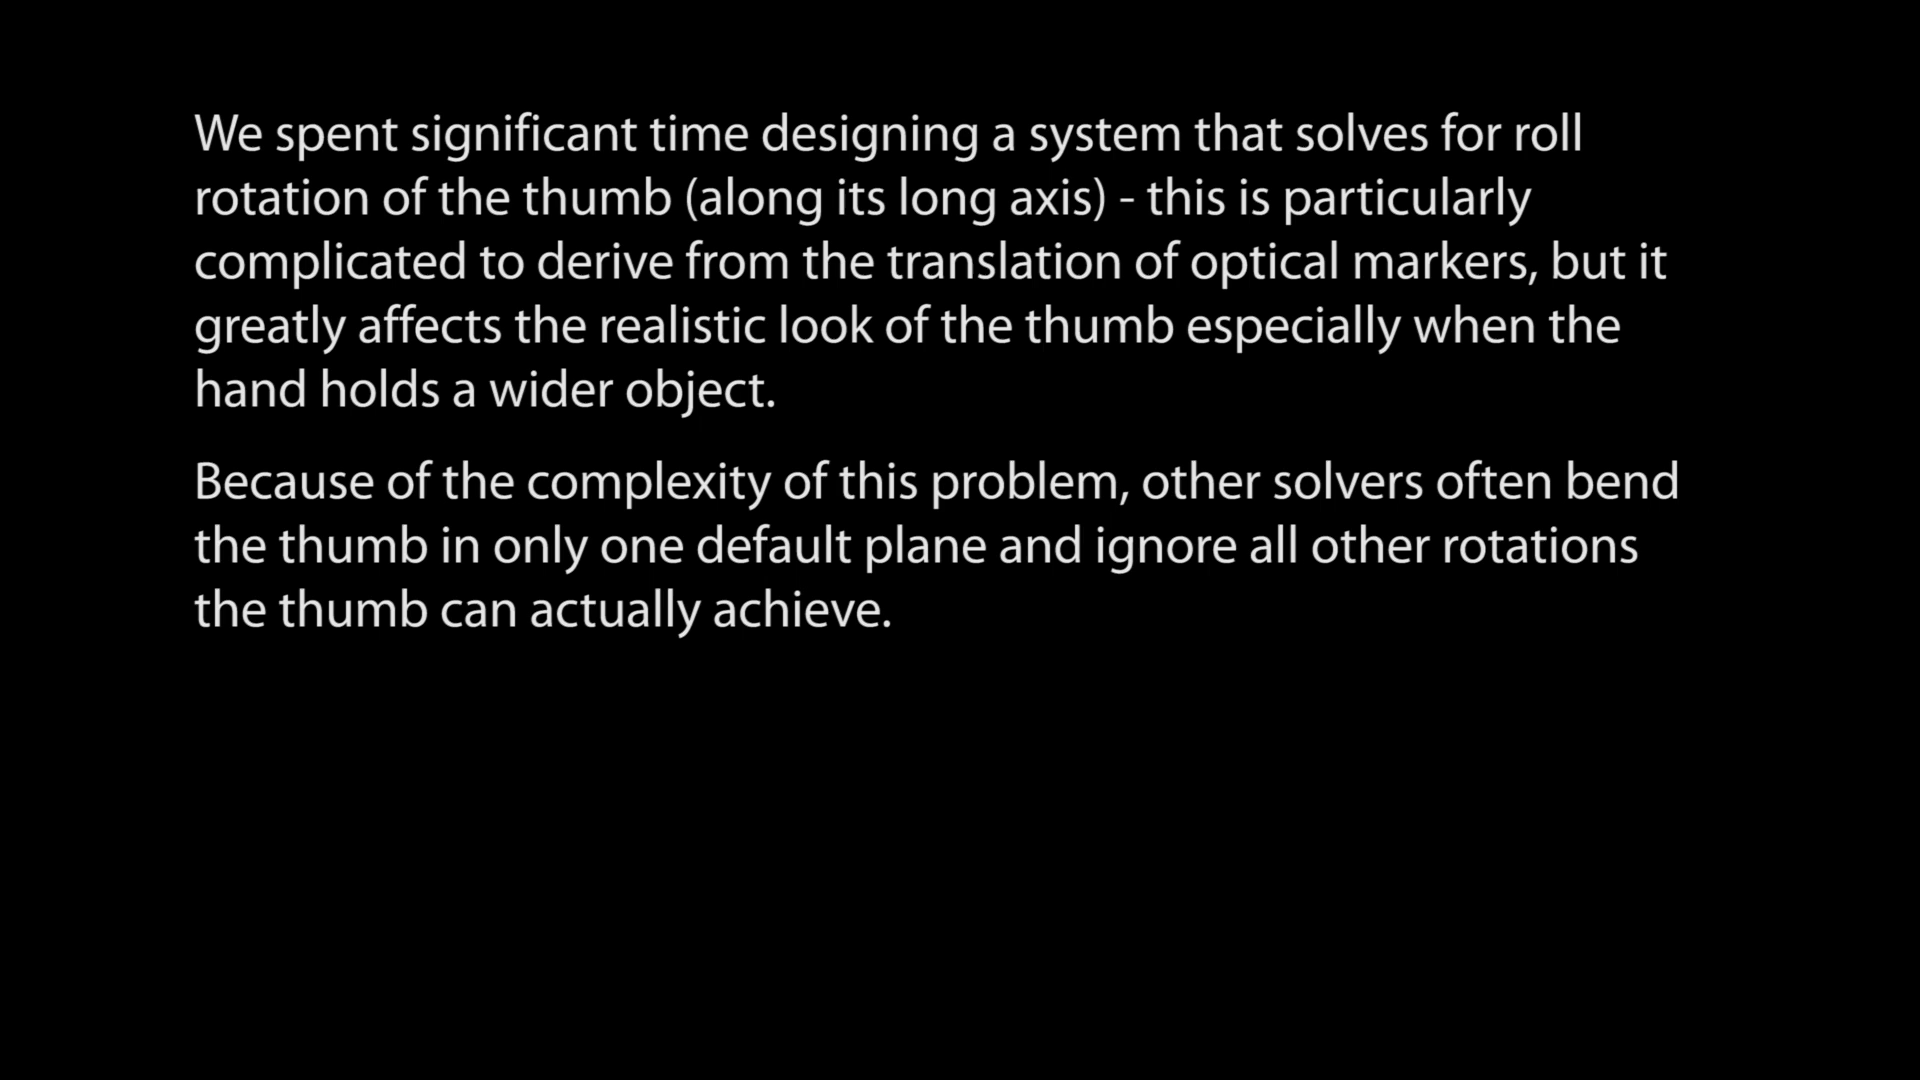 We spent significant time designing a system that solves for roll
rotation of the thumb (along its long axis) - this is particularly
complicated to derive from the translation of optical markers, but it
greatly affects the realistic look of the thumb especially when the
hand holds a wider object.
Because of the complexity of this problem, other solvers often bend
the thumb in only one default plane and ignore all other rotations
the thumb can actually achieve.